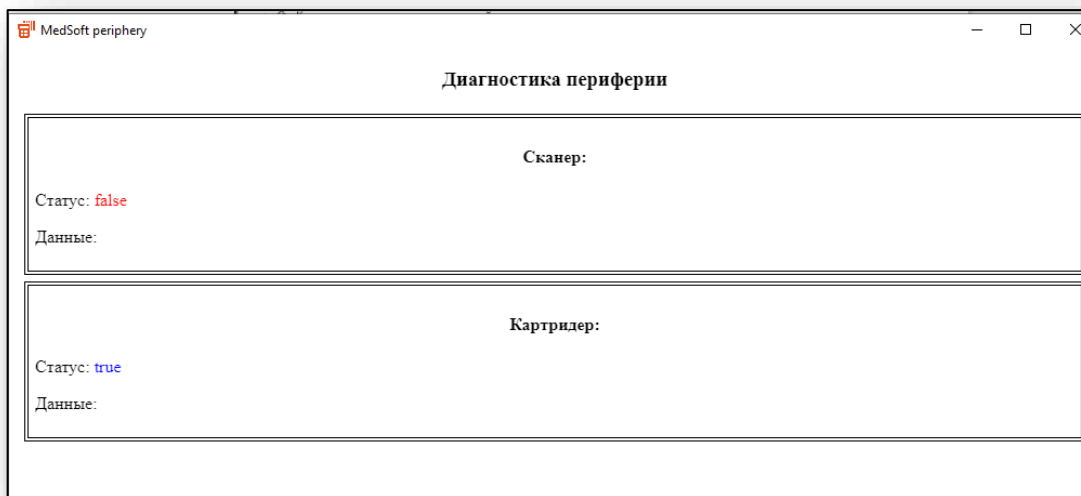 MedSoft periphery
Диагностика периферии
Сканер:
Статус: false
Данные:
Картридер:
Статус: true
Данные: